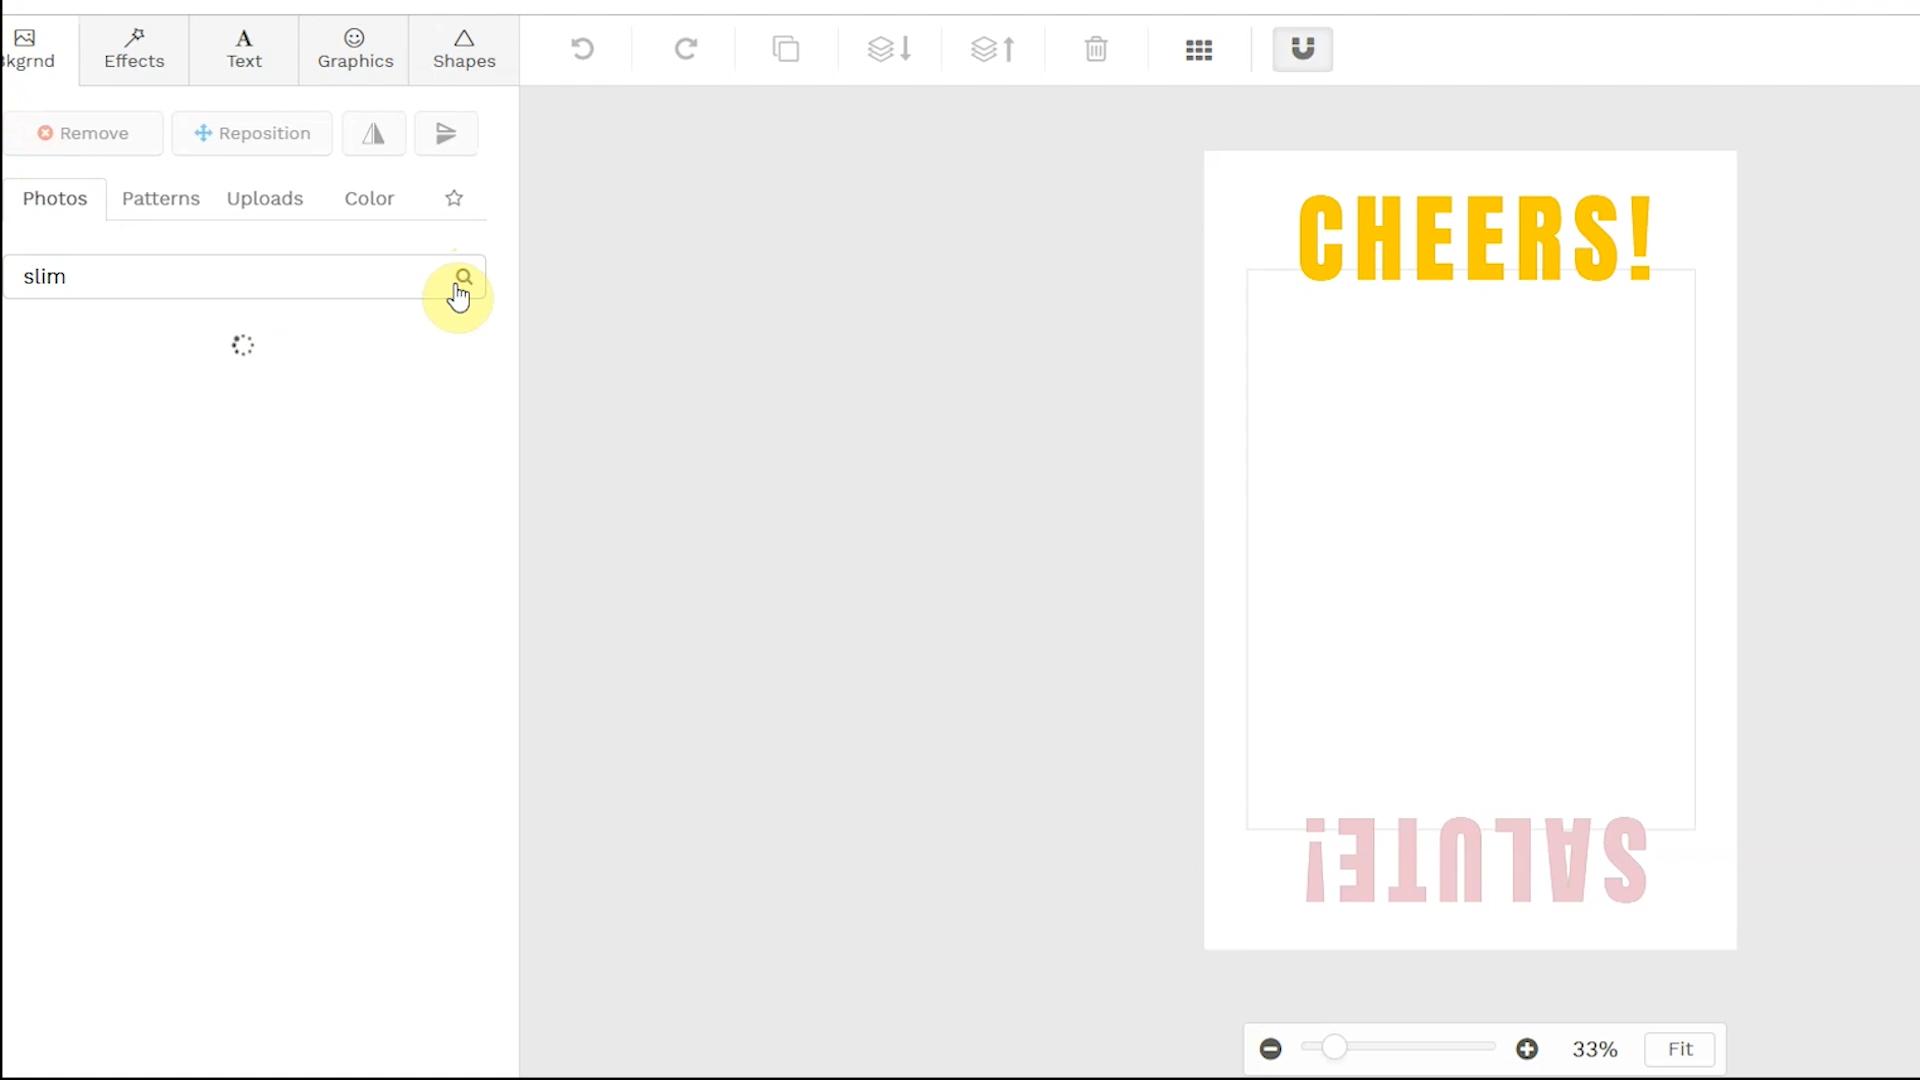 kgrnd Effects Text Graphics Shapes
Remove Reposition
Photos Patterns Uploads Color
slim
CHEERS!
SALUTE!
33% Fit